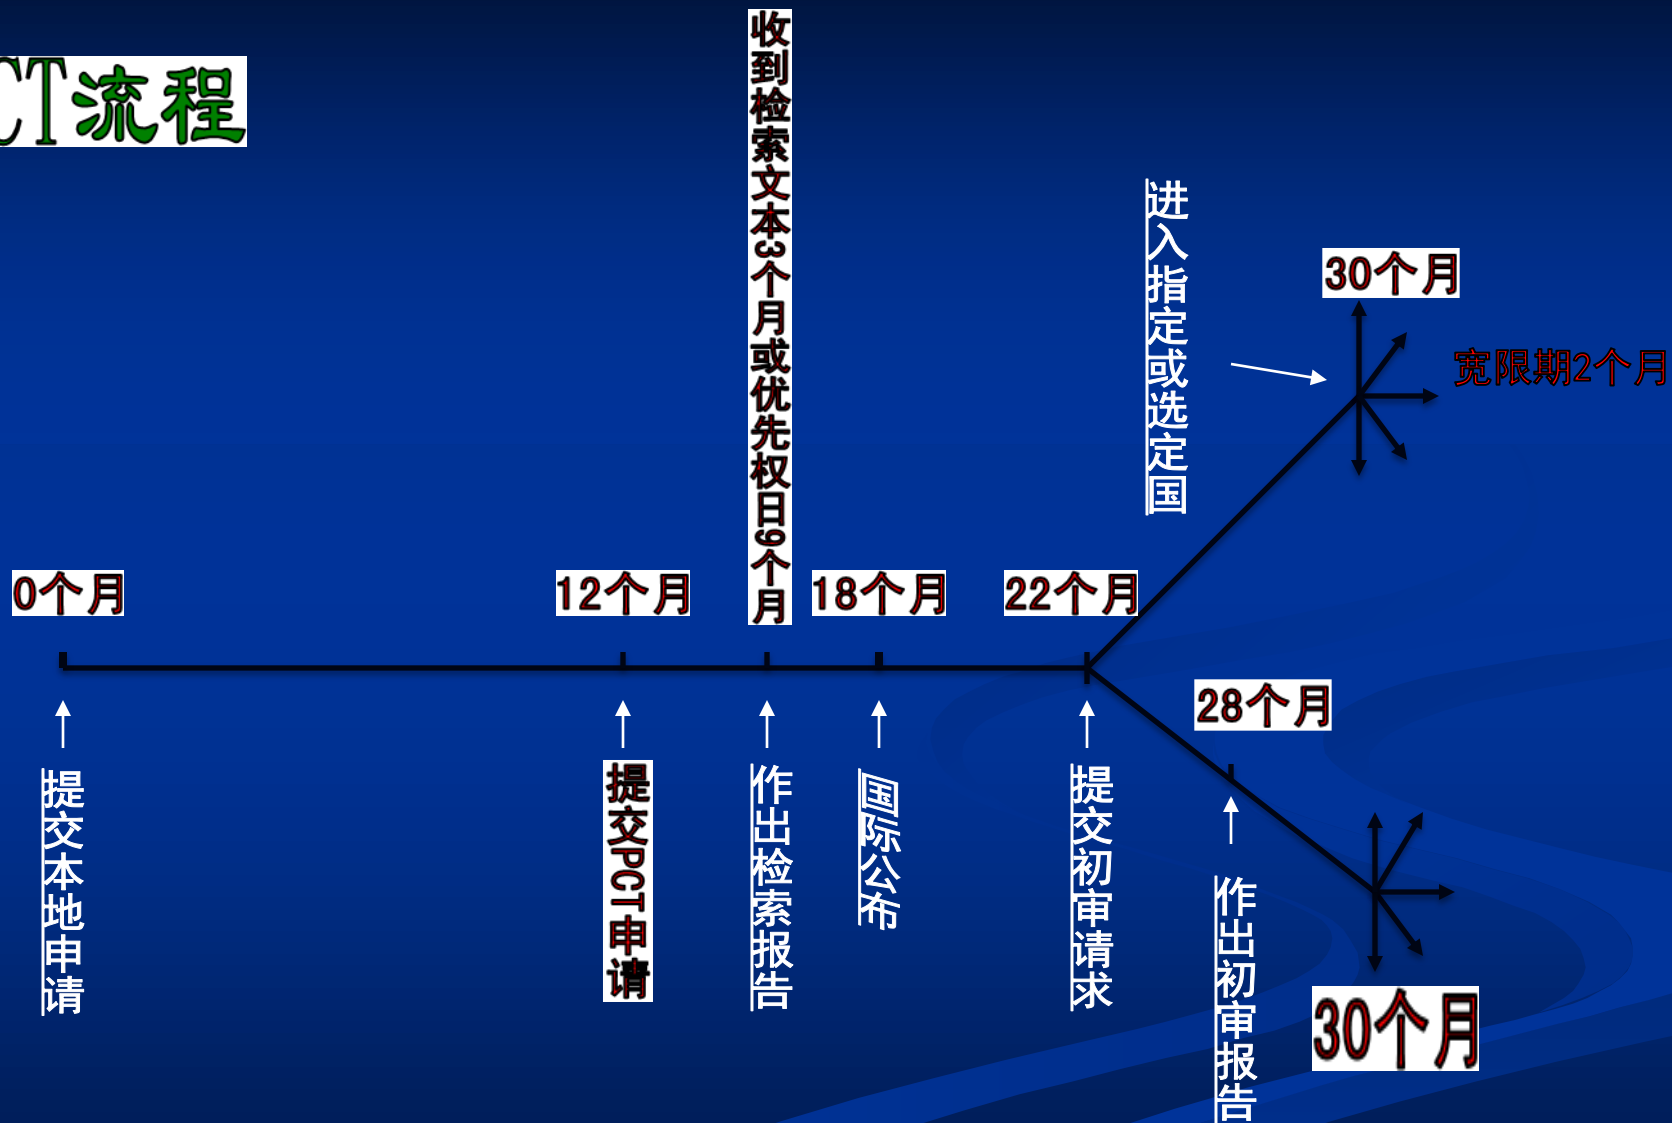 CT流程
收到检索文本3个月或优先权日9个月
进入指定或选定国
30个月
宽限期2个月
0个月
12个月
18个月
22个月
28个月
提交本地申请
提交PCT申请
作出检索报告
国际公布
提交初审请求
作出初审报告
30个月